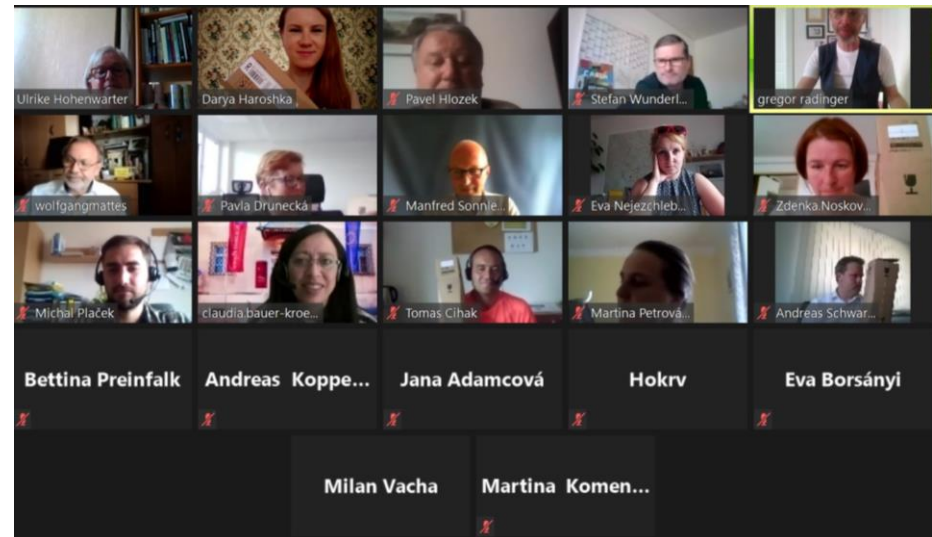 Ulrike Hohenwarter
Darya Haroshka
Pavel Hlozek
Stefan Wunderl...
gregor radinger
wolfgangmattes
Pavla Drunecká
Manfred Sonnle...
Eva Nejezchleb...
Zdenka.Noskov...
Michal Plaček
claudia.bauer-kroe...
Tomas Cihak
Martina Petrová...
Andreas Schwar...
Bettina Preinfalk
Andreas Koppe...
Jana Adamcová
Hokrv
Eva Borsányi
Milan Vacha
Martina Komen...